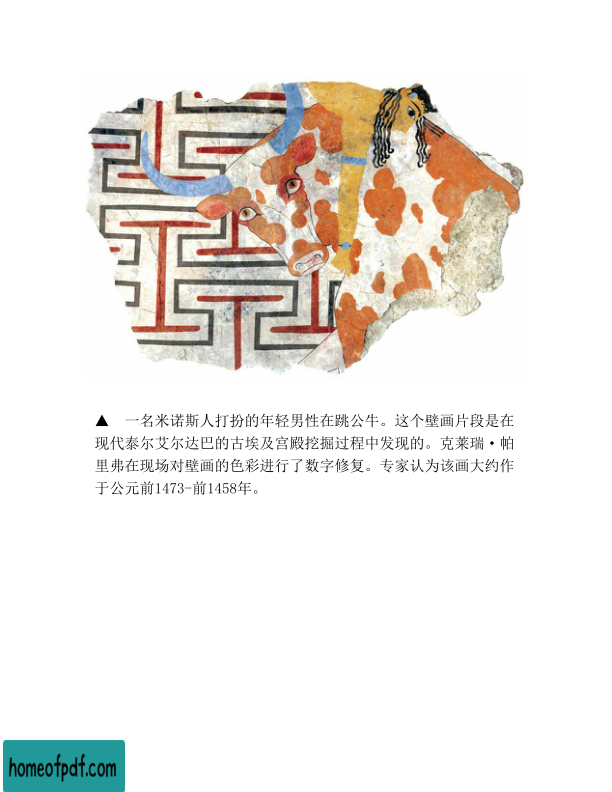 ▲ 一名米诺斯人打扮的年轻男性在跳公牛。这个壁画片段是在
现代泰尔艾尔达巴的古埃及宫殿挖掘过程中发现的。克莱瑞·帕
里弗在现场对壁画的色彩进行了数字修复。专家认为该画大约作
于公元前1473-前1458年。
homeofpdf.com